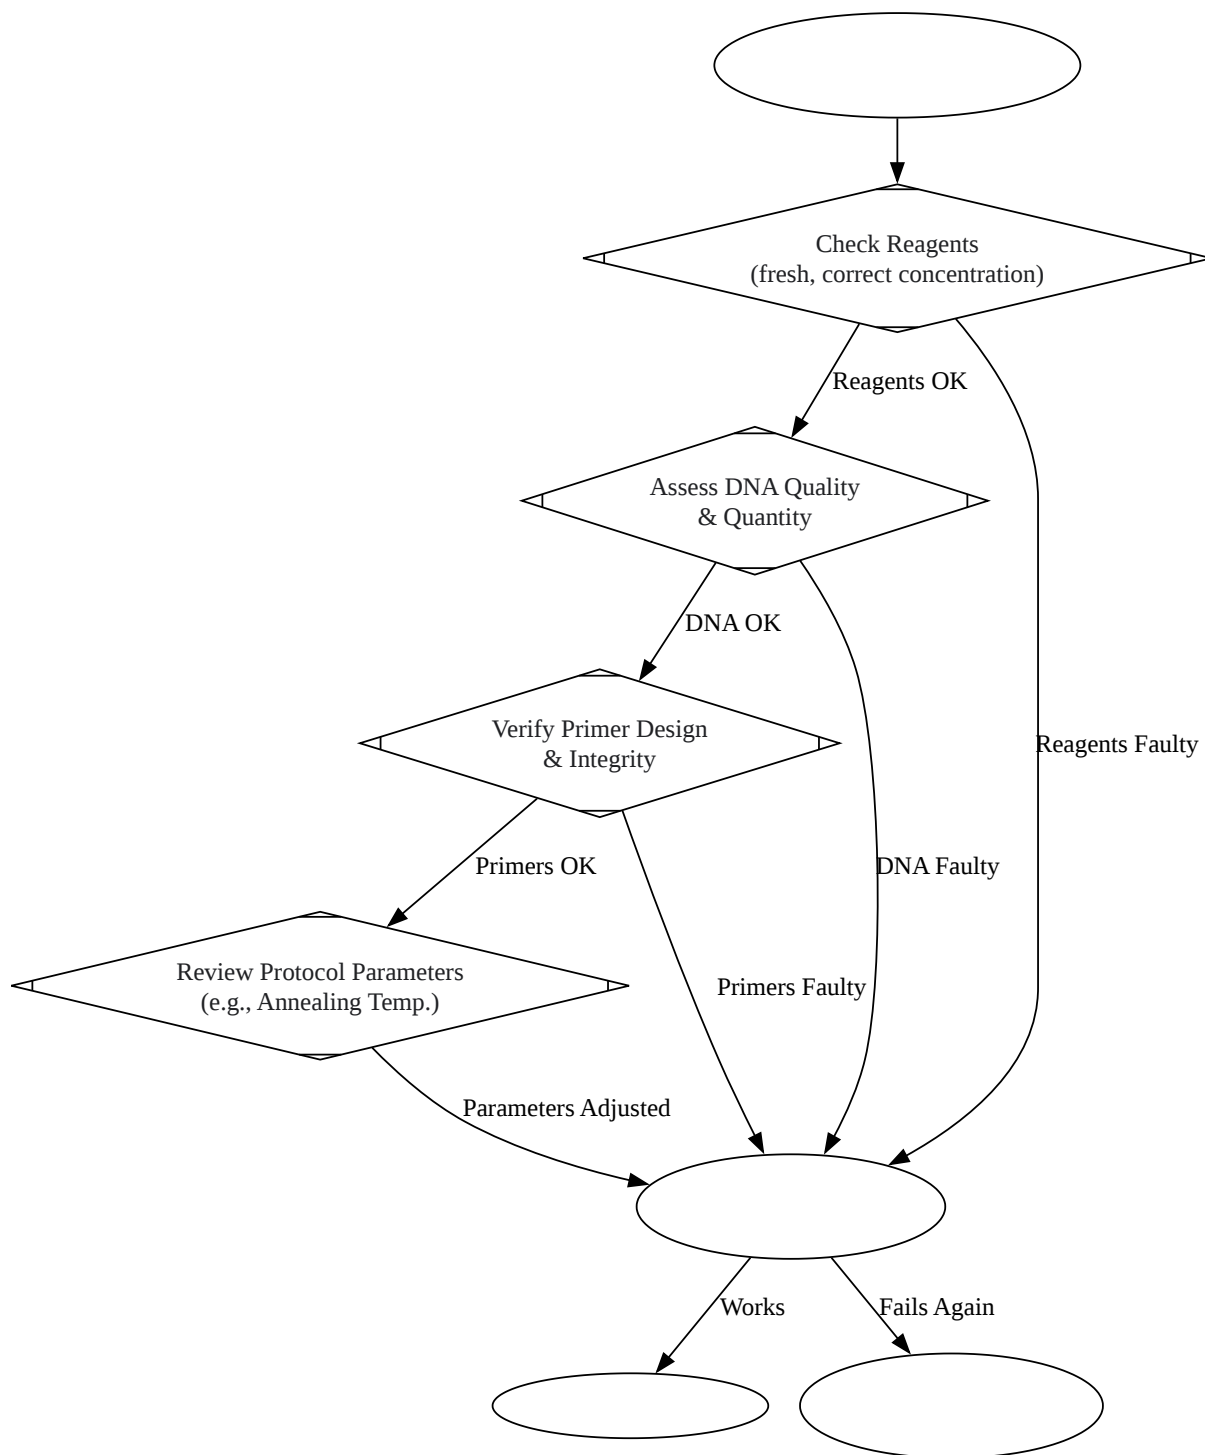 Check Reagents
(fresh, correct concentration)
Reagents OK
Assess DNA Quality
& Quantity
DNA OK
Verify Primer Design
& Integrity
Reagents Faulty
Primers OK
DNA Faulty
Review Protocol Parameters
(e.g., Annealing Temp.)
Primers Faulty
Parameters Adjusted
Works
Fails Again